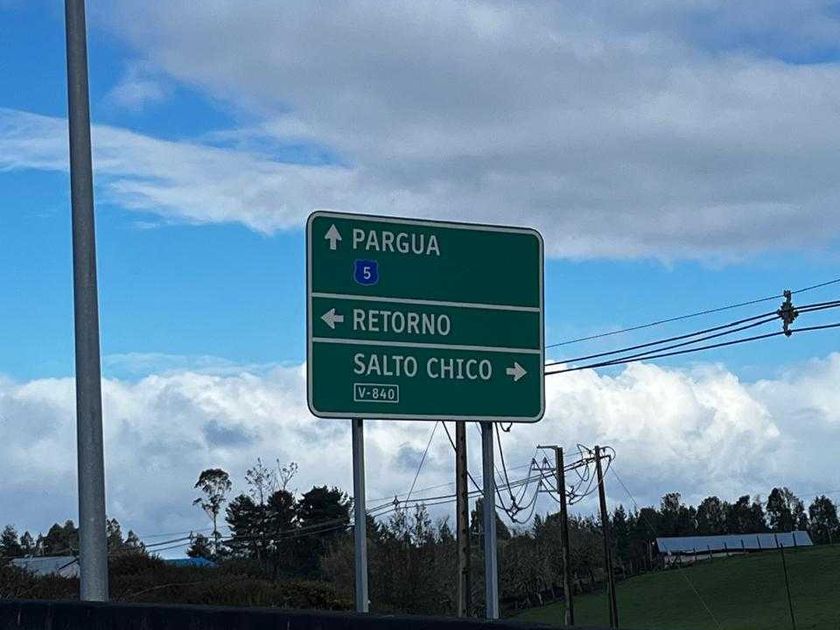 PARGUA
5
RETORNO
SALTO CHICO
V-840